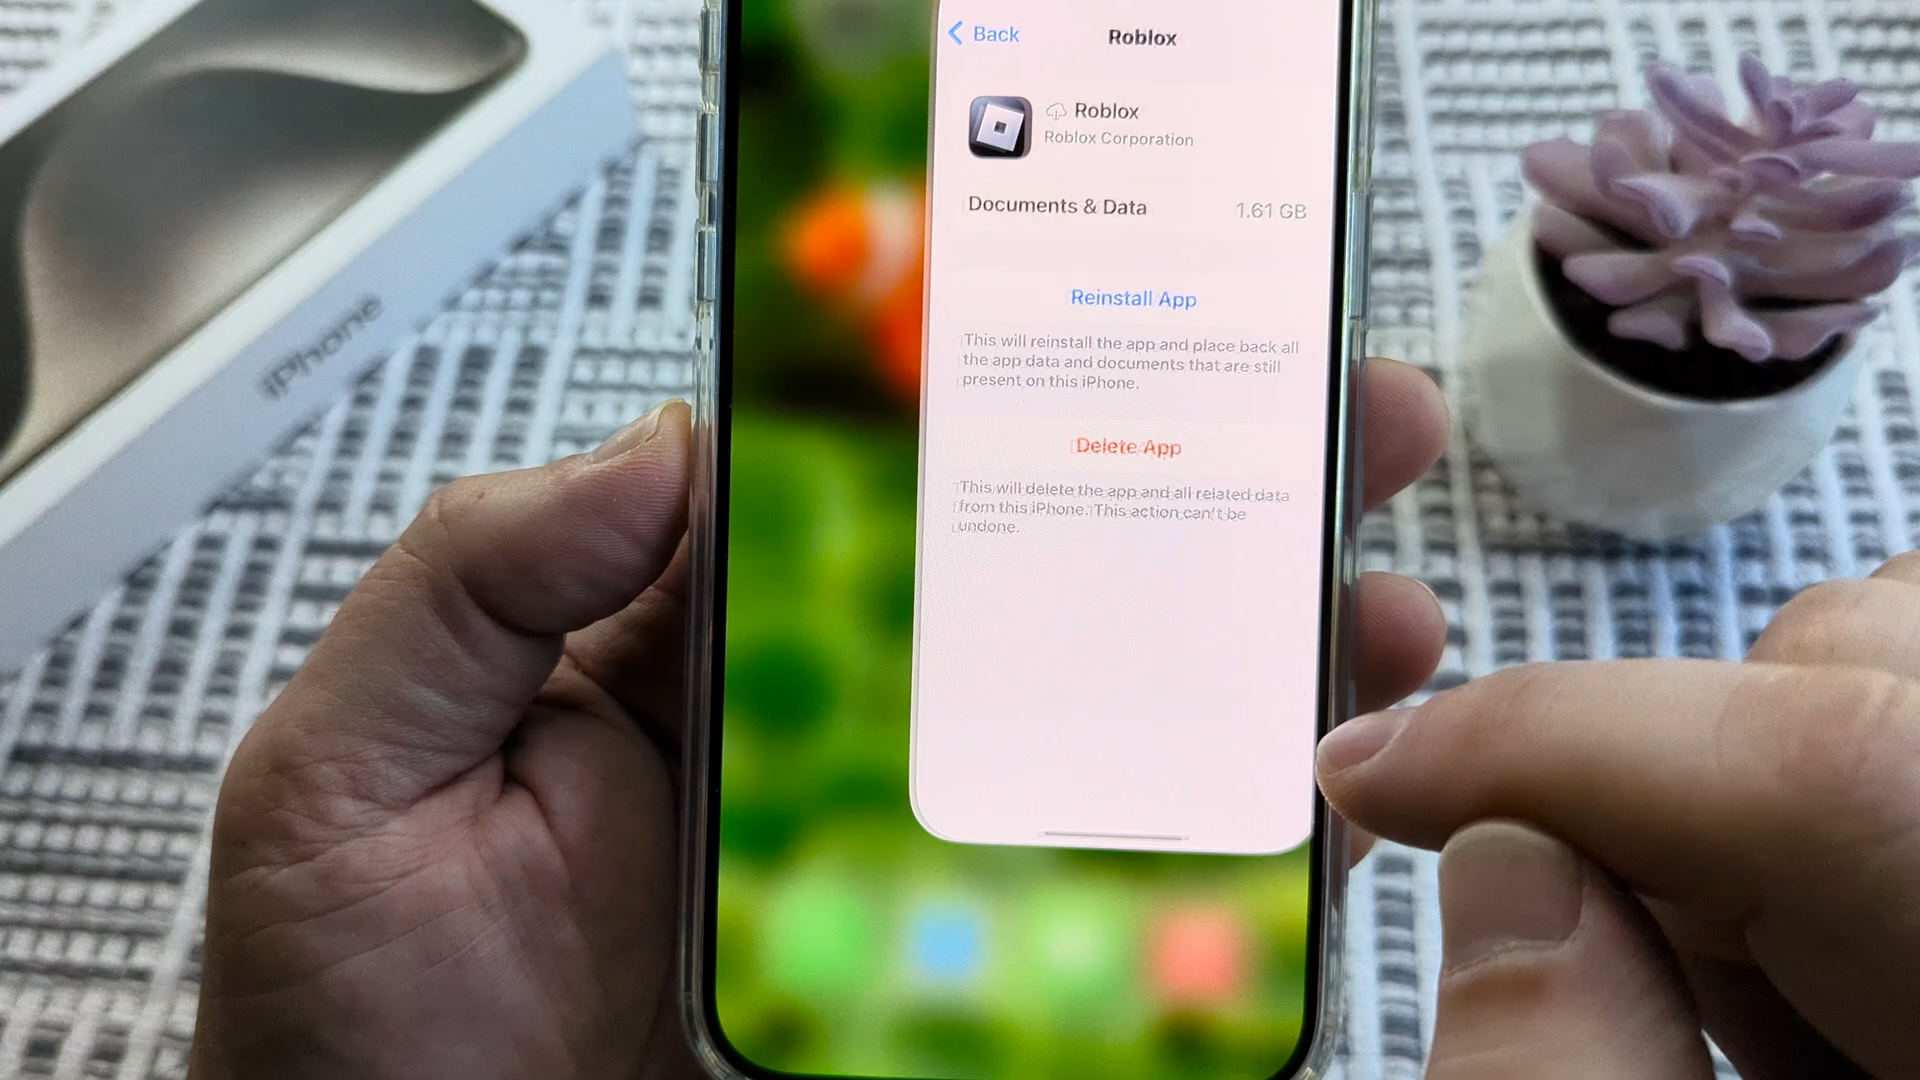 Back
Roblox
Roblox
Roblox Corporation
Documents & Data
1.61 GB
Reinstall App
This will reinstall the app and place back all
the app data and documents that are still
present on this iPhone.
Delete App
This will delete the app and all related data
from this iPhone. This action can't be
undone.
iPhone